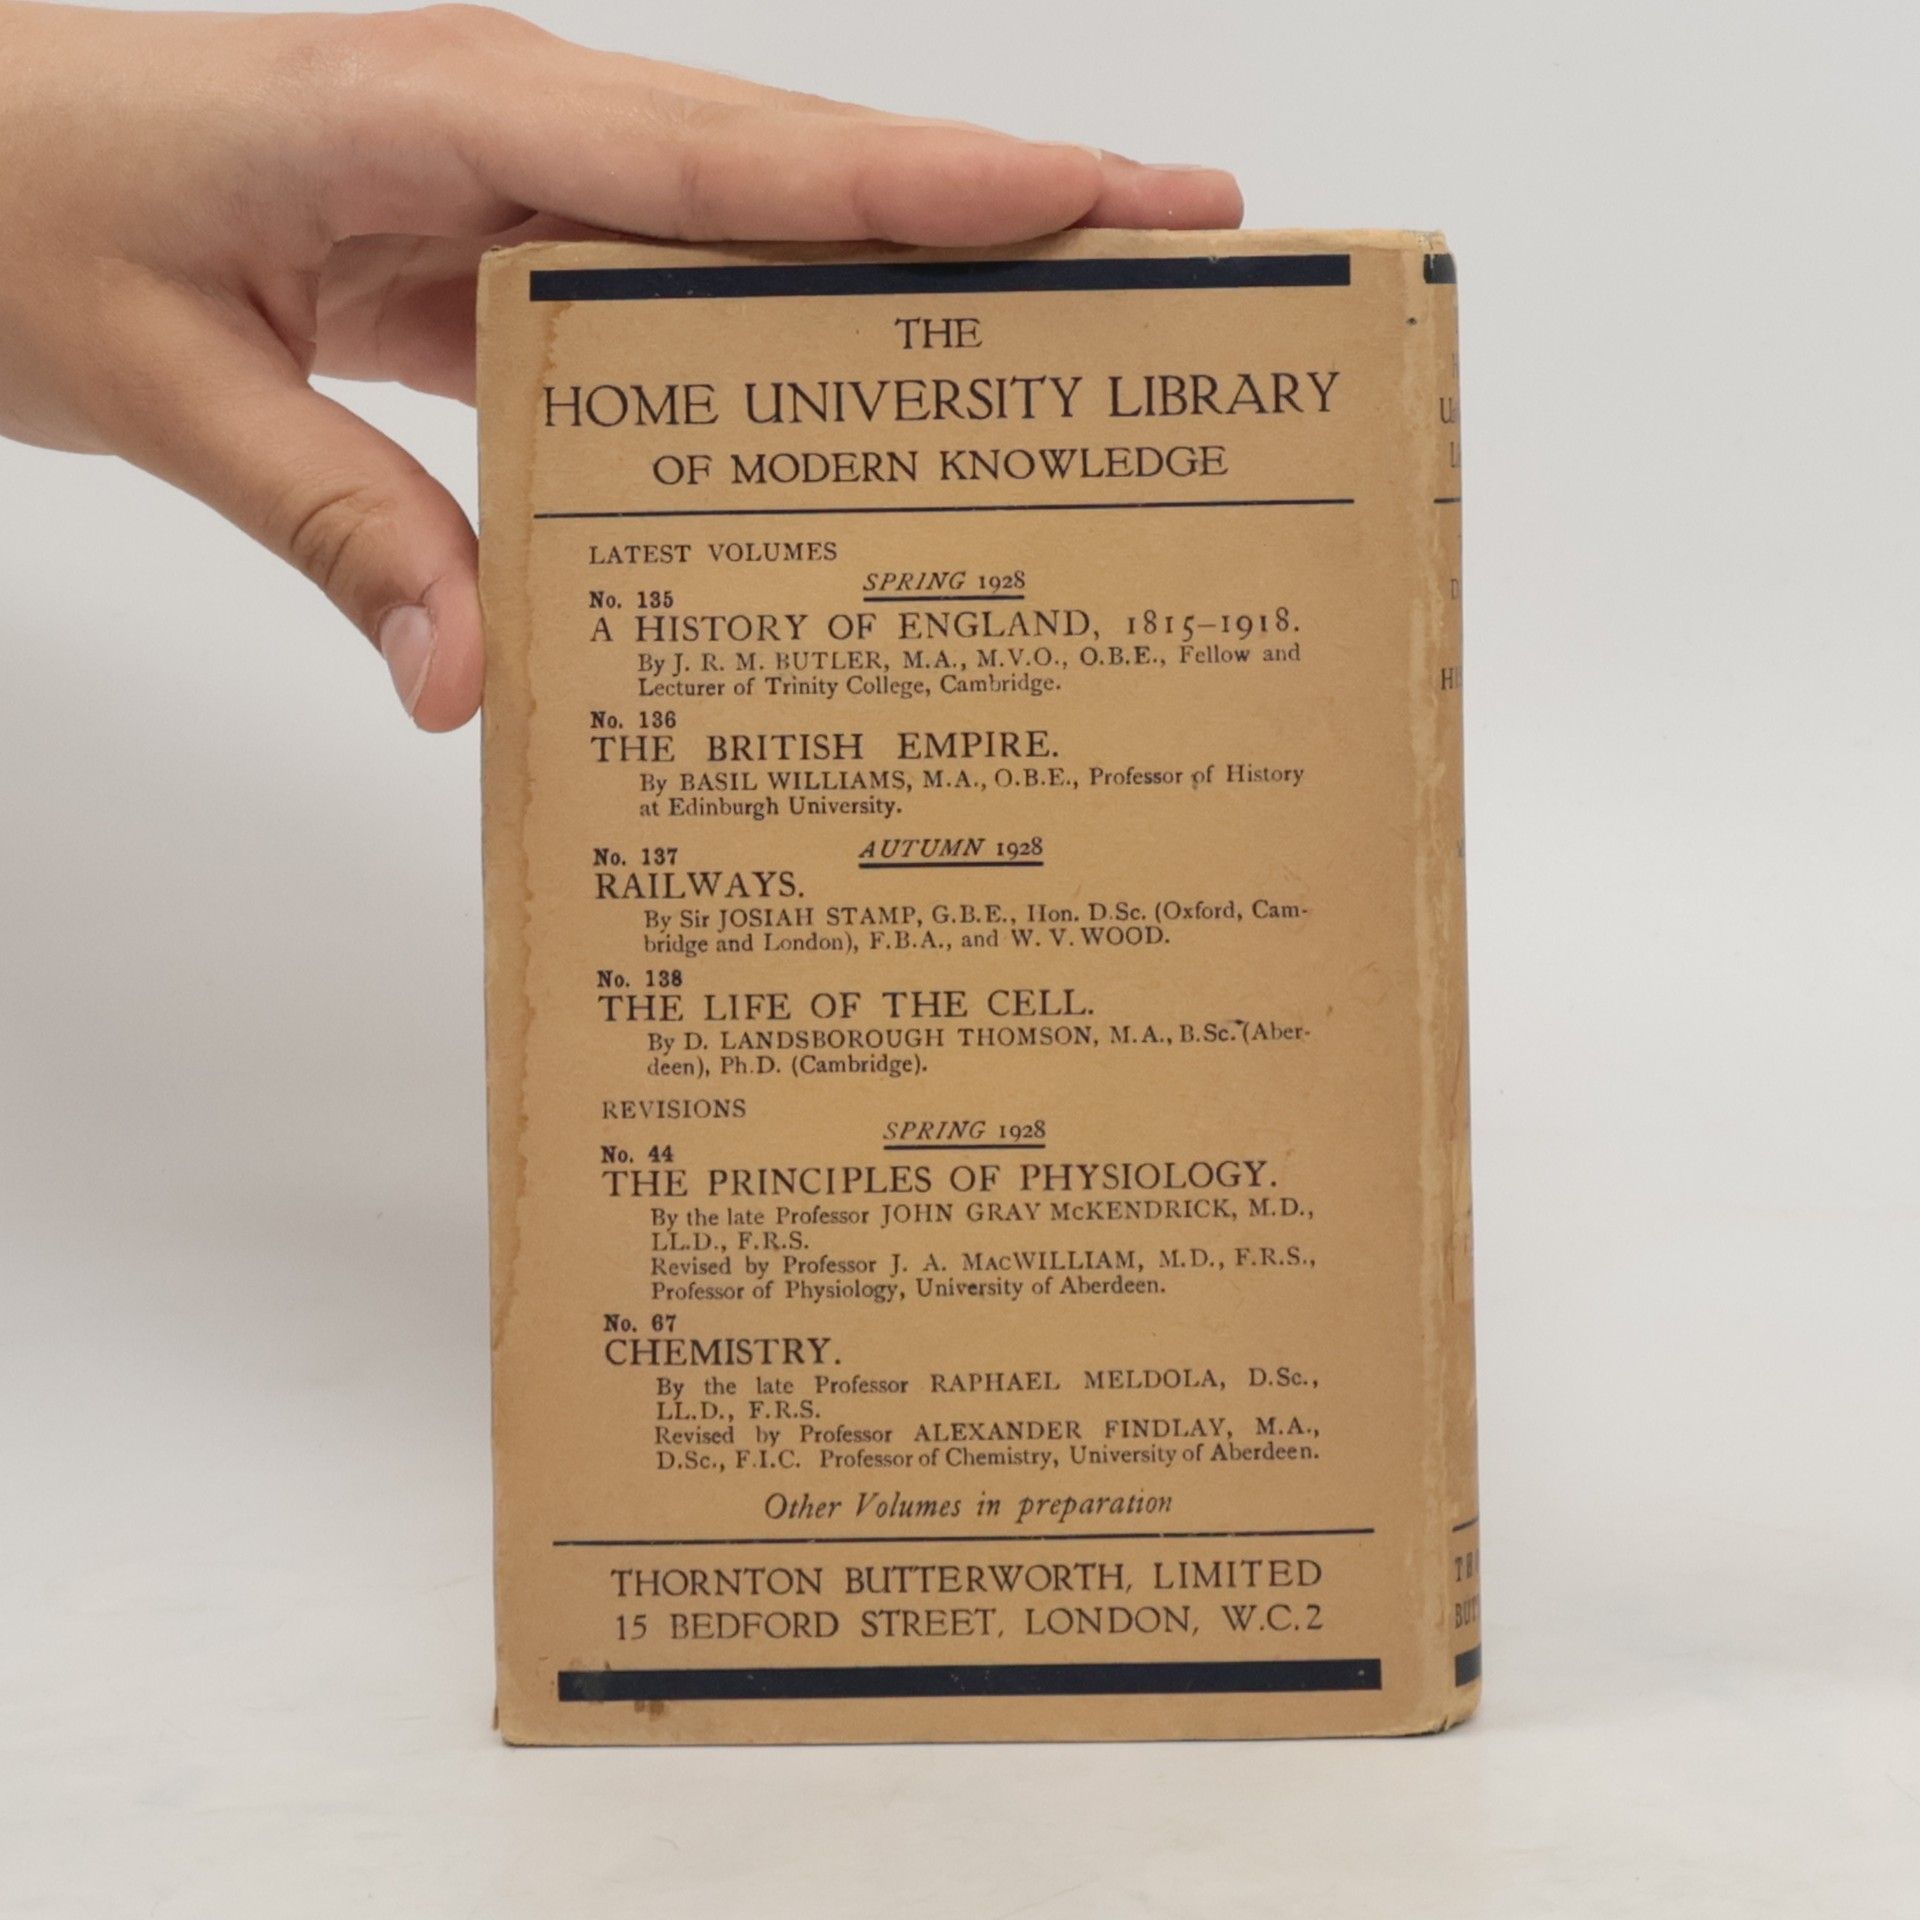 THE
HOME UNIVERSITY LIBRARY
OF MODERN KNOWLEDGE
LATEST VOLUMES
SPRING 1928
No. 135
A HISTORY OF ENGLAND, 1815–1918.
By J. R. M. BUTLER, M.A., M.V.O., O.B.E., Fellow and
Lecturer of Trinity College, Cambridge.
No. 136
THE BRITISH EMPIRE.
By BASIL WILLIAMS, M.A., O.B.E., Professor of History
at Edinburgh University.
AUTUMN 1928
No. 137
RAILWAYS.
By Sir JOSIAH STAMP, G.B.E., Hon. D.Sc. (Oxford, Cam-
bridge and London), F.B.A., and W. V. WOOD.
No. 138
THE LIFE OF THE CELL.
By D. LANDSBOROUGH THOMSON, M.A., B.Sc. (Aber-
deen), Ph.D. (Cambridge).
REVISIONS
SPRING 1928
No. 44
THE PRINCIPLES OF PHYSIOLOGY.
By the late Professor JOHN GRAY McKENDRICK, M.D.,
LL.D., F.R.S.
Revised by Professor J. A. MacWILLIAM, M.D., F.R.S.,
Professor of Physiology, University of Aberdeen.
No. 67
CHEMISTRY.
By the late Professor RAPHAEL MELDOLA, D.Sc.,
LL.D., F.R.S.
Revised by Professor ALEXANDER FINDLAY, M.A.,
D.Sc., F.I.C. Professor of Chemistry, University of Aberdeen.
Other Volumes in preparation
THORNTON BUTTERWORTH, LIMITED
15 BEDFORD STREET, LONDON, W.C.2